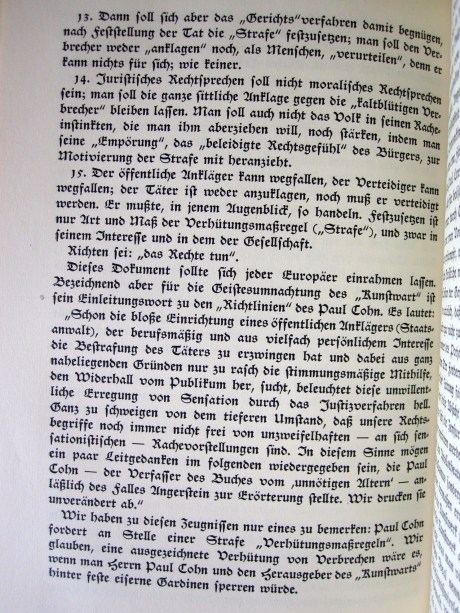 13. Dann soll sich aber das „Gerichts“verfahren damit begnügen,
nach Feststellung der Tat die „Strafe“ festzusetzen; man soll den Ver-
brecher weder „anklagen“ noch, als Menschen, „verurteilen“, denn er
kann nichts für sich; wie keiner.
14. Juristisches Rechtsprechen soll nicht moralisches Rechtsprechen
sein; man soll die ganze sittliche Anklage gegen die „kaltblütigen Ver-
brecher“ bleiben lassen. Man soll auch nicht das Volk in seinen Rache-
instinkten, die man ihm aberziehen will, noch stärken, indem man
seine „Empörung“, das „beleidigte Rechtsgefühl“ des Bürgers, zur
Motivierung der Strafe mit heranzieht.
15. Der öffentliche Ankläger kann wegfallen, der Verteidiger kann
wegfallen; der Täter ist weder anzuklagen, noch muß er verteidigt
werden. Er mußte, in jenem Augenblick, so handeln. Festzusetzen ist
nur Art und Maß der Verhütungsmaßregel („Strafe“), und zwar in
seinem Interesse und in dem der Gesellschaft.
Richten sei: „das Rechte tun“.
Dieses Dokument sollte sich jeder Europäer einrahmen lassen.
Bezeichnend aber für die Geistesumnachtung des „Kunstwart“ ist
sein Einleitungswort zu den „Richtlinien“ des Paul Cohn. Es lautet:
„Schon die bloße Einrichtung eines öffentlichen Anklägers (Staats-
anwalt), der berufsmäßig und aus vielfach persönlichem Interesse
die Bestrafung des Täters zu erzwingen hat und dabei aus ganz
naheliegenden Gründen nur zu rasch die stimmungsmäßige Mithilfe,
den Widerhall vom Publikum her, sucht, beleuchtet diese unwillent-
liche Erregung von Sensation durch das Justizverfahren hell.
Ganz zu schweigen von dem tieferen Umstand, daß unsere Rechts-
begriffe noch immer nicht frei von unzweifelhaften — an sich sen-
sationistischen — Rachevorstellungen sind. In diesem Sinne mögen
ein paar Leitgedanken im folgenden wiedergegeben sein, die Paul
Cohn — der Verfasser des Buches vom ‚unnötigen Altern‘ — an-
läßlich des Falles Angerstein zur Erörterung stellte. Wir drucken sie
unverändert ab.“
Wir haben zu diesen Zeugnissen nur eines zu bemerken: Paul Cohn
fordert an Stelle einer Strafe „Verhütungsmaßregeln“. Wir
glauben, eine ausgezeichnete Verhütung von Verbrechen wäre es,
wenn man Herrn Paul Cohn und den Herausgeber des „Kunstwarts“
hinter feste eiserne Gardinen sperren würde.